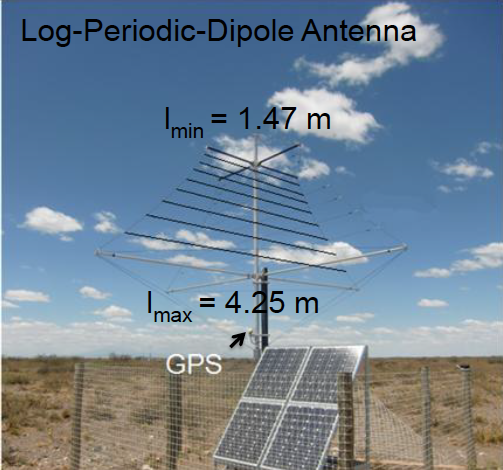 Log-Periodic-Dipole Antenna
lmin = 1.47 m
lmax = 4.25 m
GPS